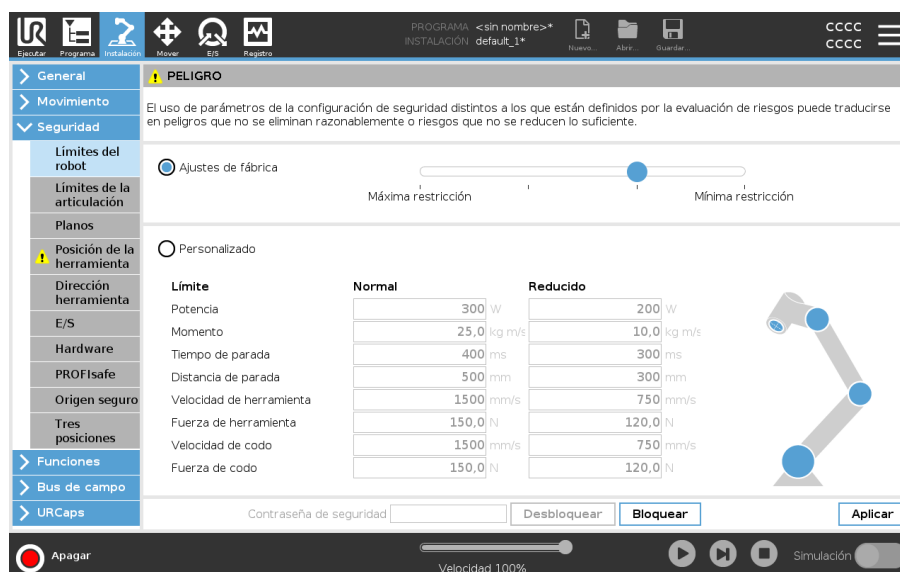 PROGRAMA <sin nombre>*
INSTALACIÓN default_1*
Ejecutar
Programa
Instalación
Mover
E/S
Registro
Nuevo...
Abrir...
Guardar...
CCCC
CCCC
General
Movimiento
Seguridad
Límites del
robot
Límites de la
articulación
Planos
Posición de la
herramienta
Dirección
herramienta
E/S
Hardware
PROFIsafe
Origen seguro
Tres
posiciones
Funciones
Bus de campo
URCaps
PELIGRO
El uso de parámetros de la configuración de seguridad distintos a los que están definidos por la evaluación de riesgos puede traducirse
en peligros que no se eliminan razonablemente o riesgos que no se reducen lo suficiente.
Ajustes de fábrica
Máxima restricción
Mínima restricción
Personalizado
Límite Normal Reducido
Potencia 300 W 200 W
Momento 25,0 kg m/s 10,0 kg m/s
Tiempo de parada 400 ms 300 ms
Distancia de parada 500 mm 300 mm
Velocidad de herramienta 1500 mm/s 750 mm/s
Fuerza de herramienta 150,0 N 120,0 N
Velocidad de codo 1500 mm/s 750 mm/s
Fuerza de codo 150,0 N 120,0 N
Contraseña de seguridad Desbloquear Bloquear Aplicar
Apagar
Velocidad 100%
Simulación